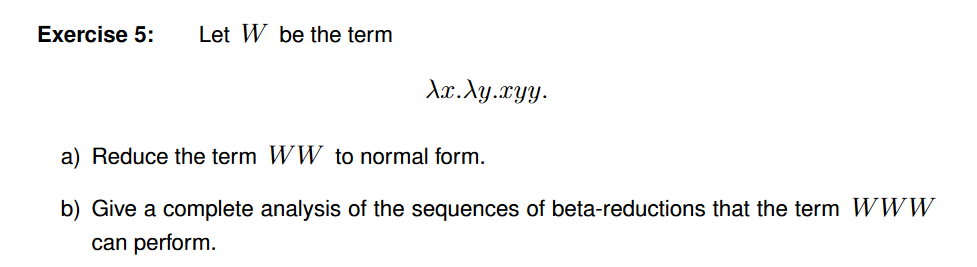 Exercise 5: Let W be the term
λx.λy.xyy.
a) Reduce the term WW to normal form.
b) Give a complete analysis of the sequences of beta-reductions that the term WWW
can perform.